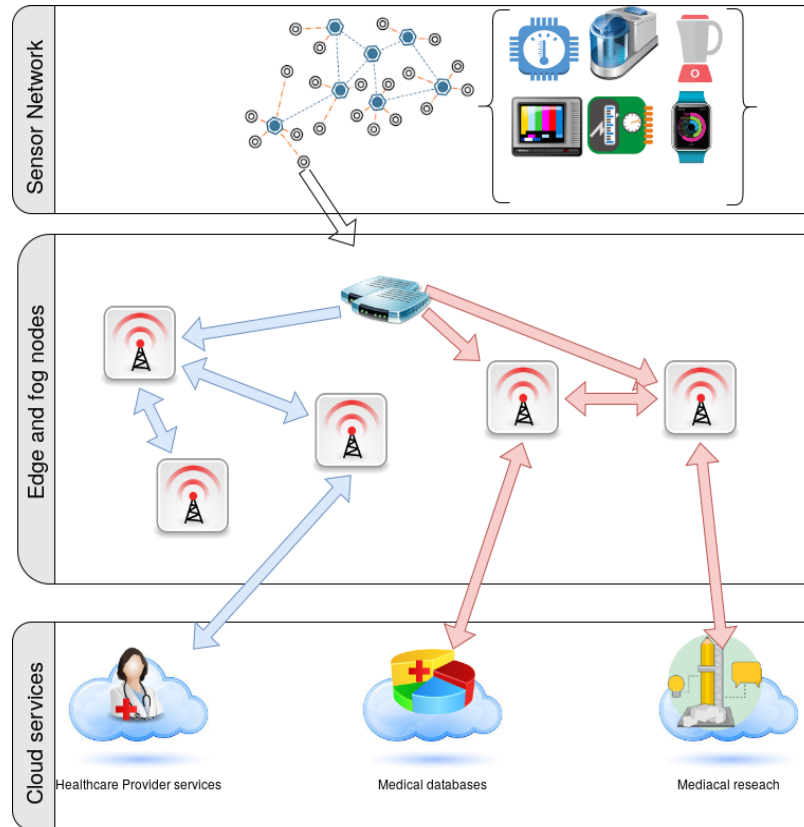 Sensor Network
Edge and fog nodes
Cloud services
Healthcare Provider services
Medical databases
Mediacal reseach